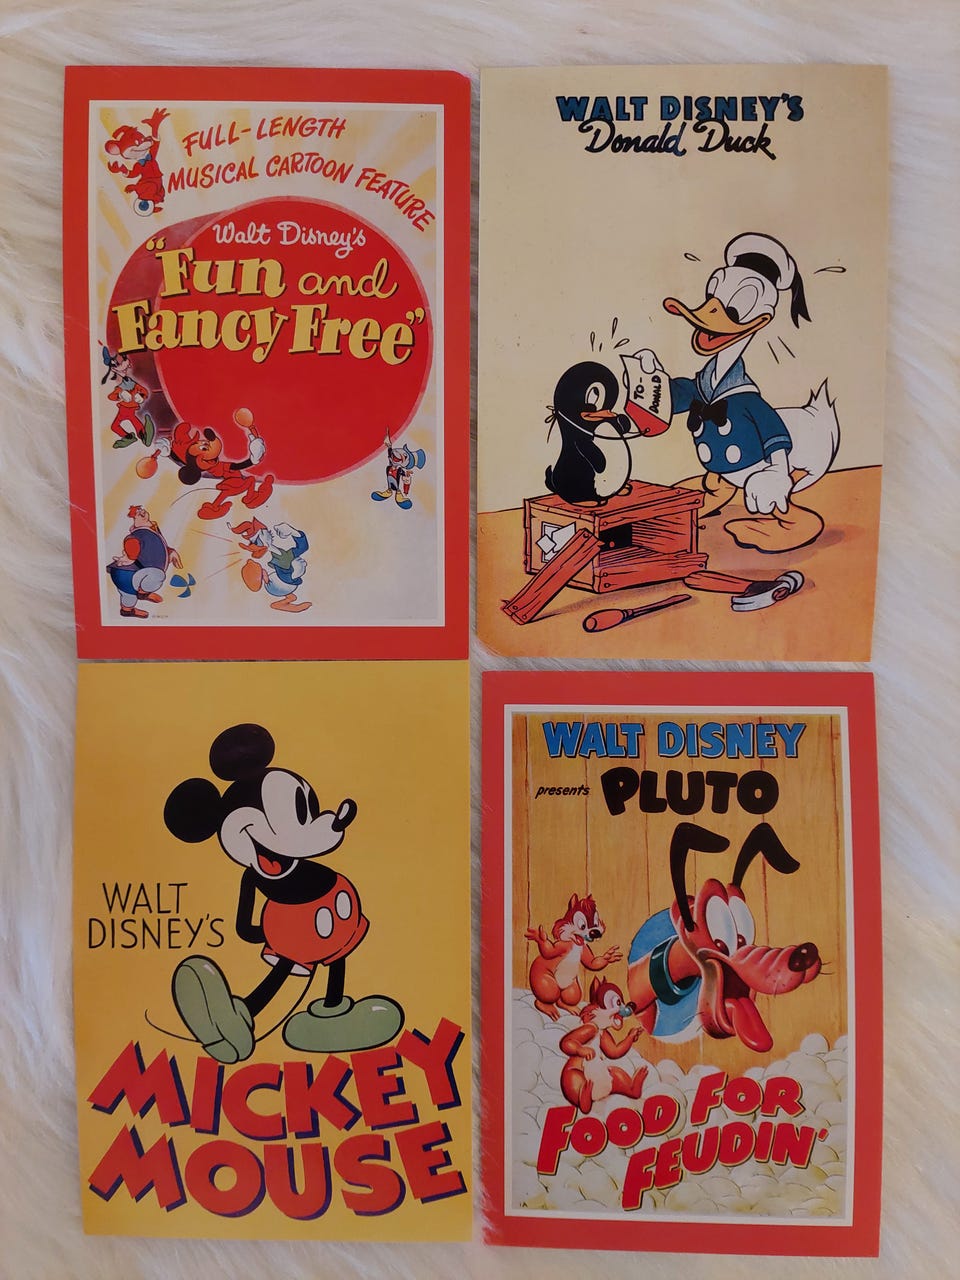 FULL-LENGTH
MUSICAL CARTOON FEATURE
Walt Disney's
"Fun and
Fancy Free"
WALT DISNEY'S
Donald Duck
TO-
DONALD
WALT
DISNEY'S
MICKEY
MOUSE
WALT DISNEY
presents PLUTO
FOOD FOR
FEUDIN'